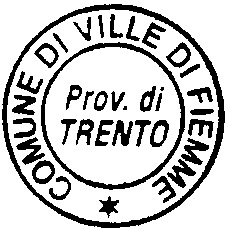 COMUNE DI VILLE DI FIEMME
Prov. di
TRENTO